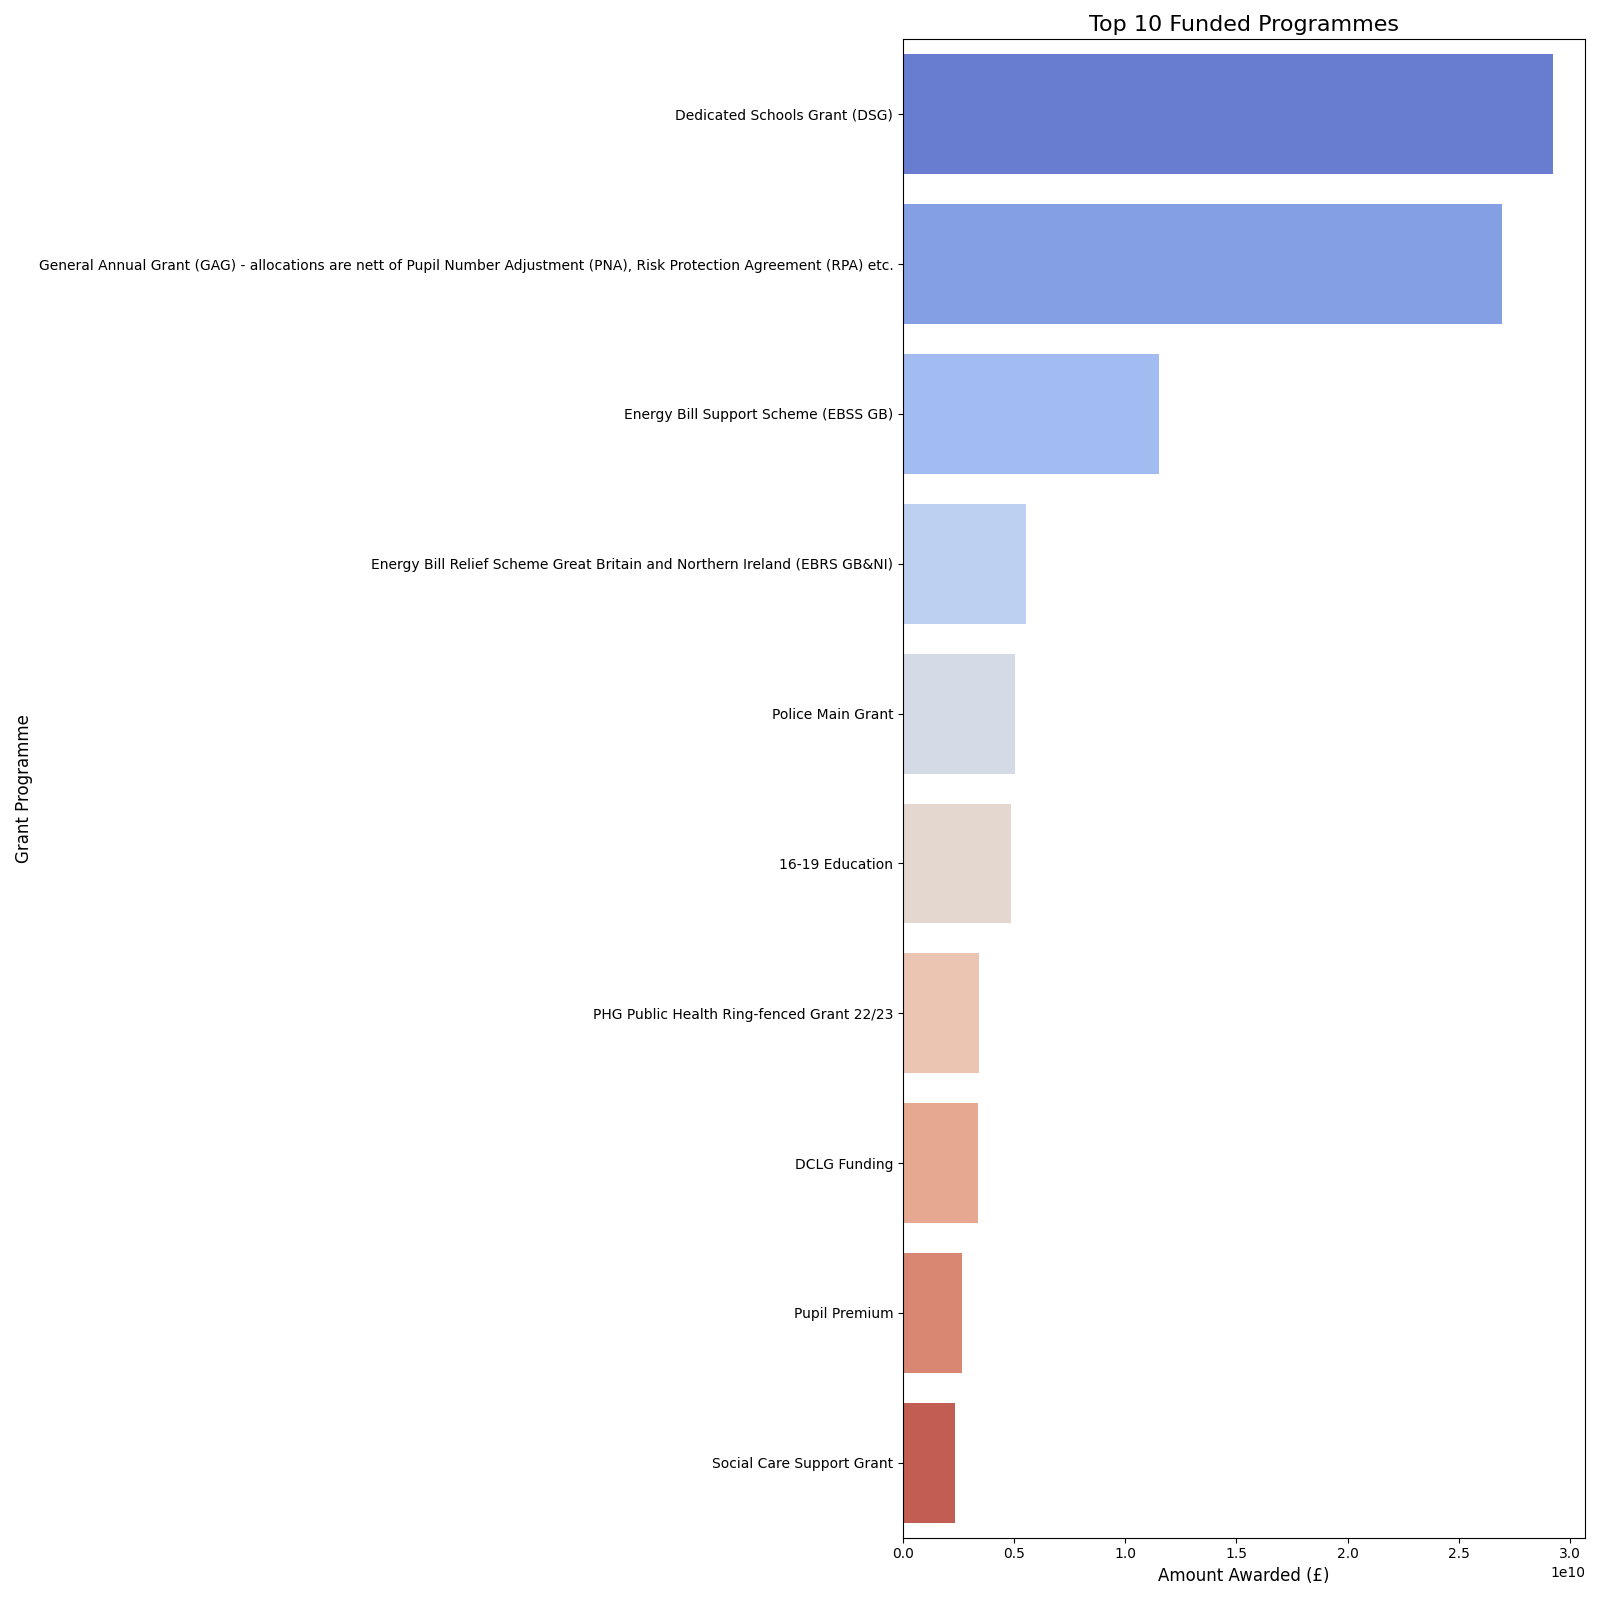 Top 10 Funded Programmes
Dedicated Schools Grant (DSG)
General Annual Grant (GAG) - allocations are nett of Pupil Number Adjustment (PNA), Risk Protection Agreement (RPA) etc.
Energy Bill Support Scheme (EBSS GB)
Energy Bill Relief Scheme Great Britain and Northern Ireland (EBRS GB&NI)
Police Main Grant
16-19 Education
PHG Public Health Ring-fenced Grant 22/23
DCLG Funding
Pupil Premium
Social Care Support Grant
Grant Programme
0.0 0.5 1.0 1.5 2.0 2.5 3.0
1e10
Amount Awarded (£)